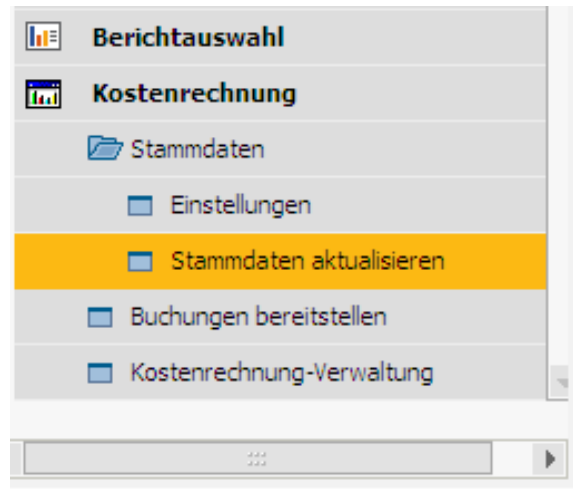 Berichtauswahl
Kostenrechnung
Stammdaten
Einstellungen
Stammdaten aktualisieren
Buchungen bereitstellen
Kostenrechnung-Verwaltung